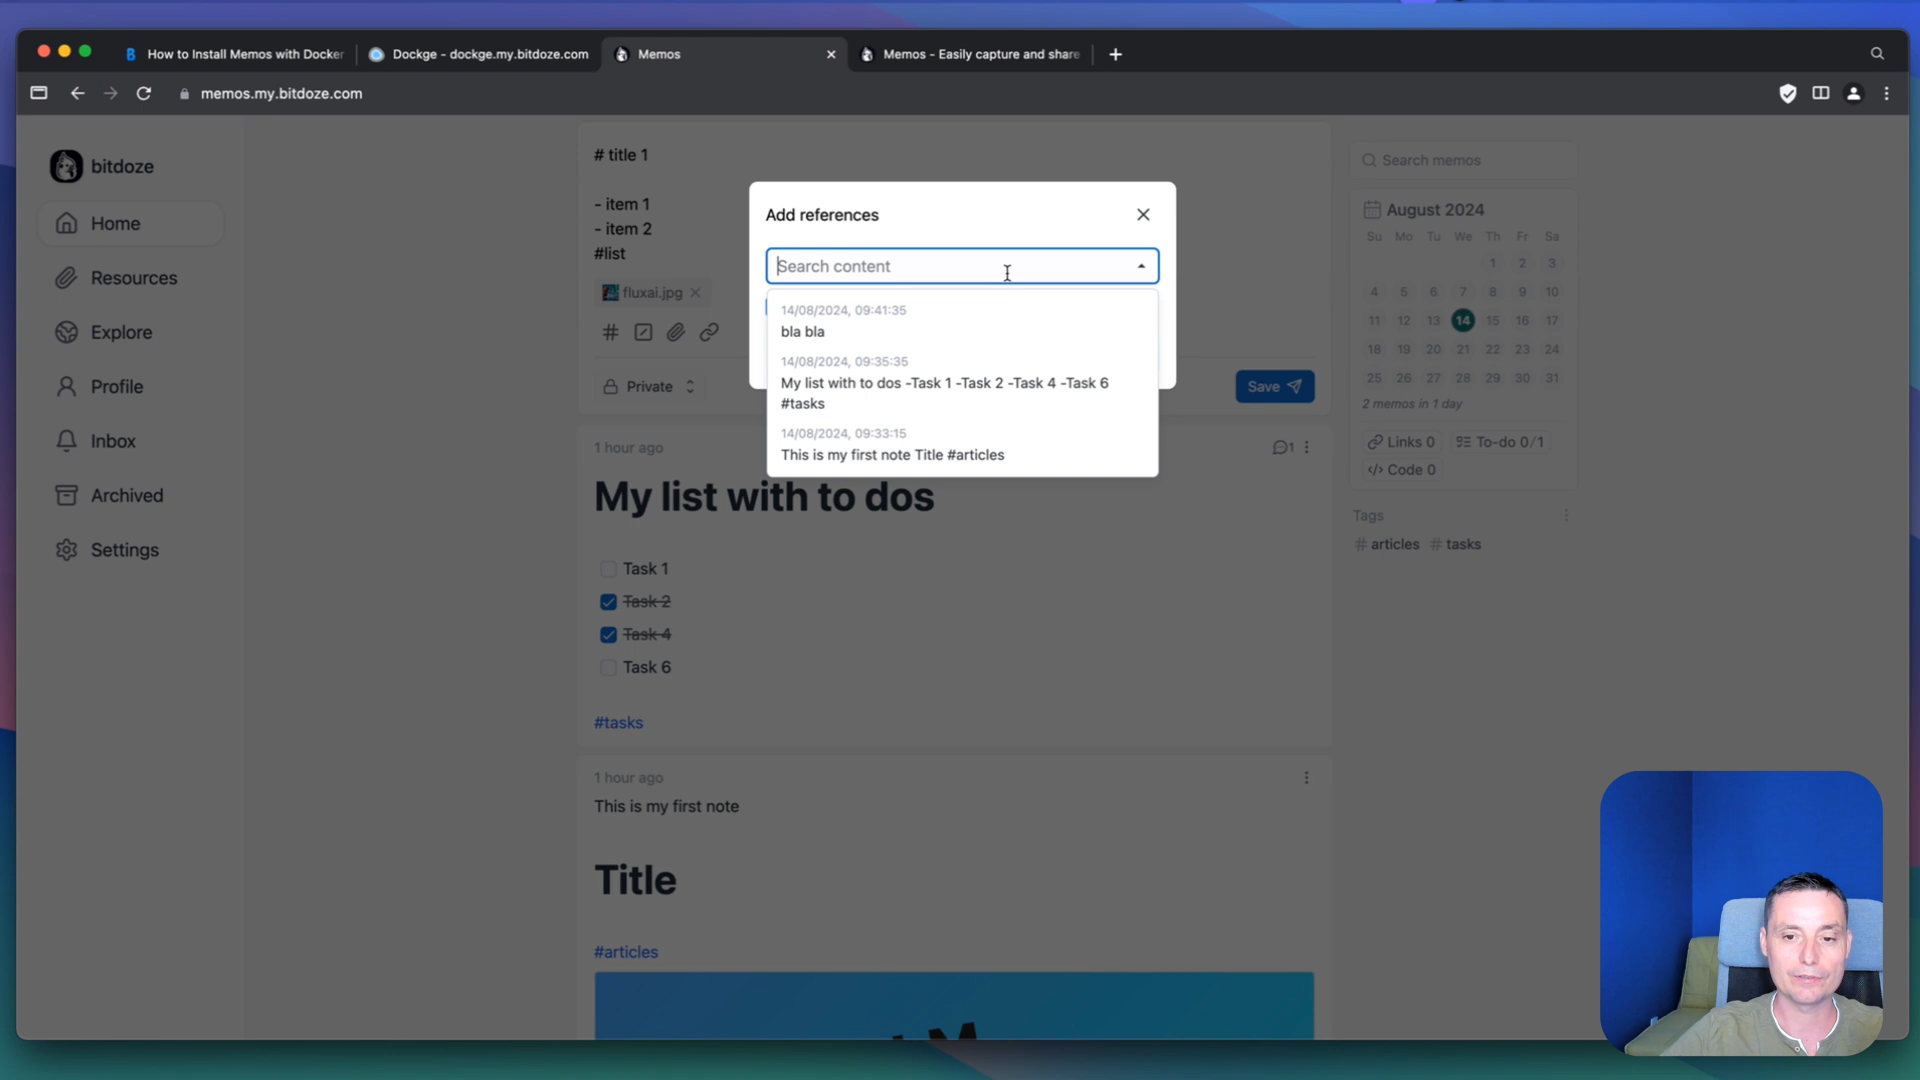 How to Install Memos with Docker
Dockge - dockge.my.bitdoze.com
Memos
Memos - Easily capture and share
memos.my.bitdoze.com
bitdoze
Home
Resources
Explore
Profile
Inbox
Archived
Settings
# title 1
- item 1
- item 2
#list
fluxai.jpg
Private
Save
Add references
Search content
14/08/2024, 09:41:35
bla bla
14/08/2024, 09:35:35
My list with to dos -Task 1 -Task 2 -Task 4 -Task 6
#tasks
14/08/2024, 09:33:15
This is my first note Title #articles
1 hour ago
1
My list with to dos
Task 1
Task 2
Task 4
Task 6
#tasks
1 hour ago
This is my first note
Title
#articles
Search memos
August 2024
Su Mo Tu We Th Fr Sa
1 2 3
4 5 6 7 8 9 10
11 12 13 14 15 16 17
18 19 20 21 22 23 24
25 26 27 28 29 30 31
2 memos in 1 day
Links 0
To-do 0/1
Code 0
Tags
# articles # tasks